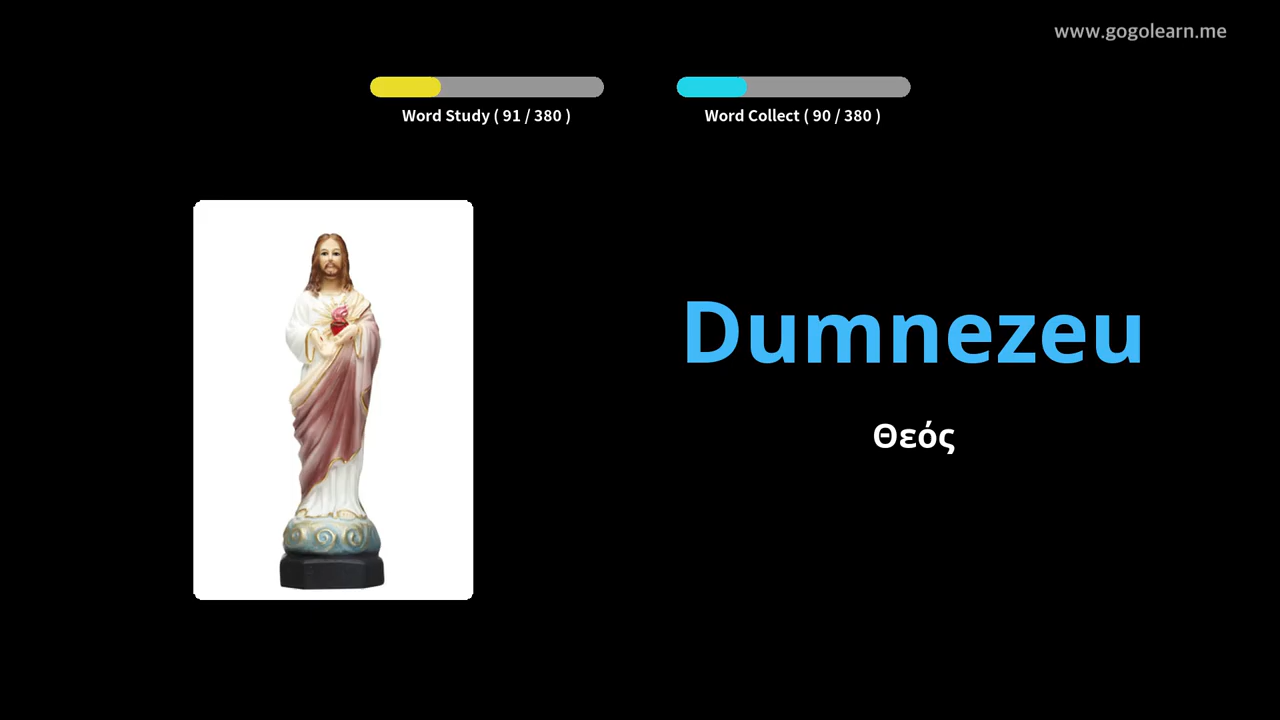 www.gogolearn.me
Word Study ( 91 / 380 )
Word Collect ( 90 / 380 )
Dumnezeu
Θεός